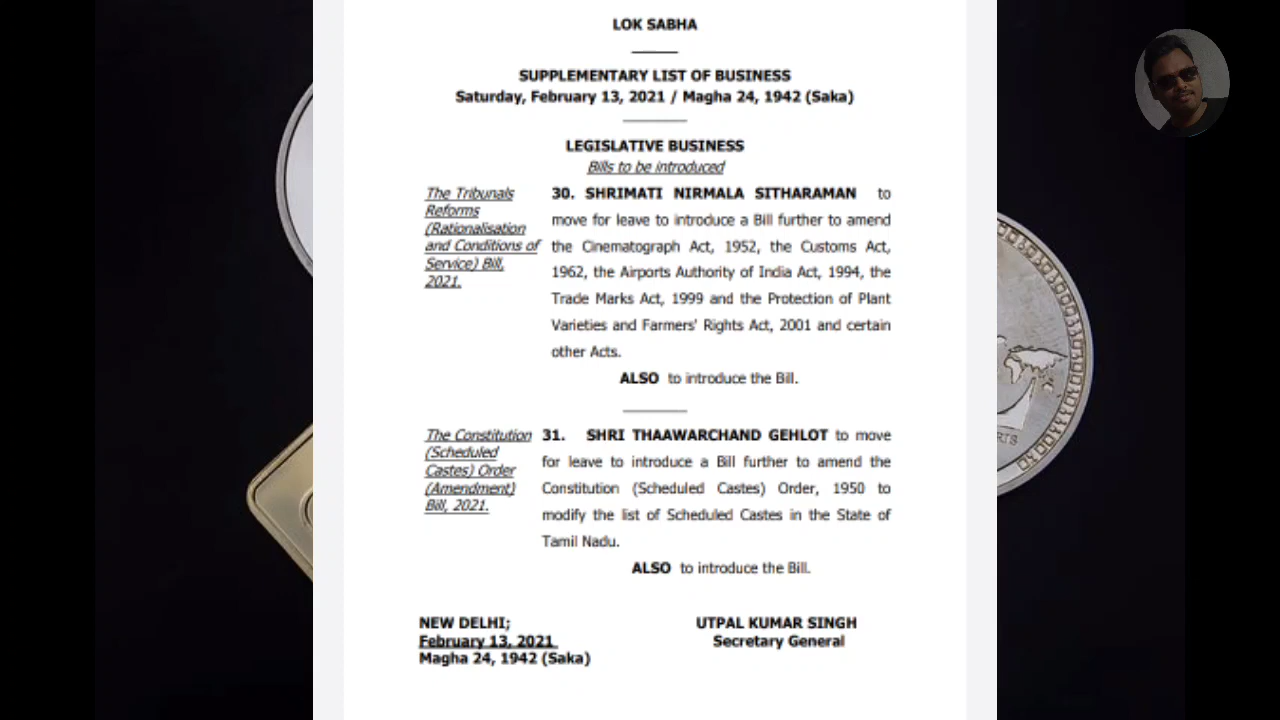 LOK SABHA
SUPPLEMENTARY LIST OF BUSINESS
Saturday, February 13, 2021 / Magha 24, 1942 (Saka)
LEGISLATIVE BUSINESS
Bills to be introduced
The Tribunals
Reforms
(Rationalisation
and Conditions of
Service) Bill,
2021.
30. SHRIMATI NIRMALA SITHARAMAN to
move for leave to introduce a Bill further to amend
the Cinematograph Act, 1952, the Customs Act,
1962, the Airports Authority of India Act, 1994, the
Trade Marks Act, 1999 and the Protection of Plant
Varieties and Farmers' Rights Act, 2001 and certain
other Acts.
ALSO to introduce the Bill.
The Constitution
(Scheduled
Castes) Order
(Amendment)
Bill, 2021.
31. SHRI THAAWARCHAND GEHLOT to move
for leave to introduce a Bill further to amend the
Constitution (Scheduled Castes) Order, 1950 to
modify the list of Scheduled Castes in the State of
Tamil Nadu.
ALSO to introduce the Bill.
NEW DELHI;
February 13, 2021
Magha 24, 1942 (Saka)
UTPAL KUMAR SINGH
Secretary General